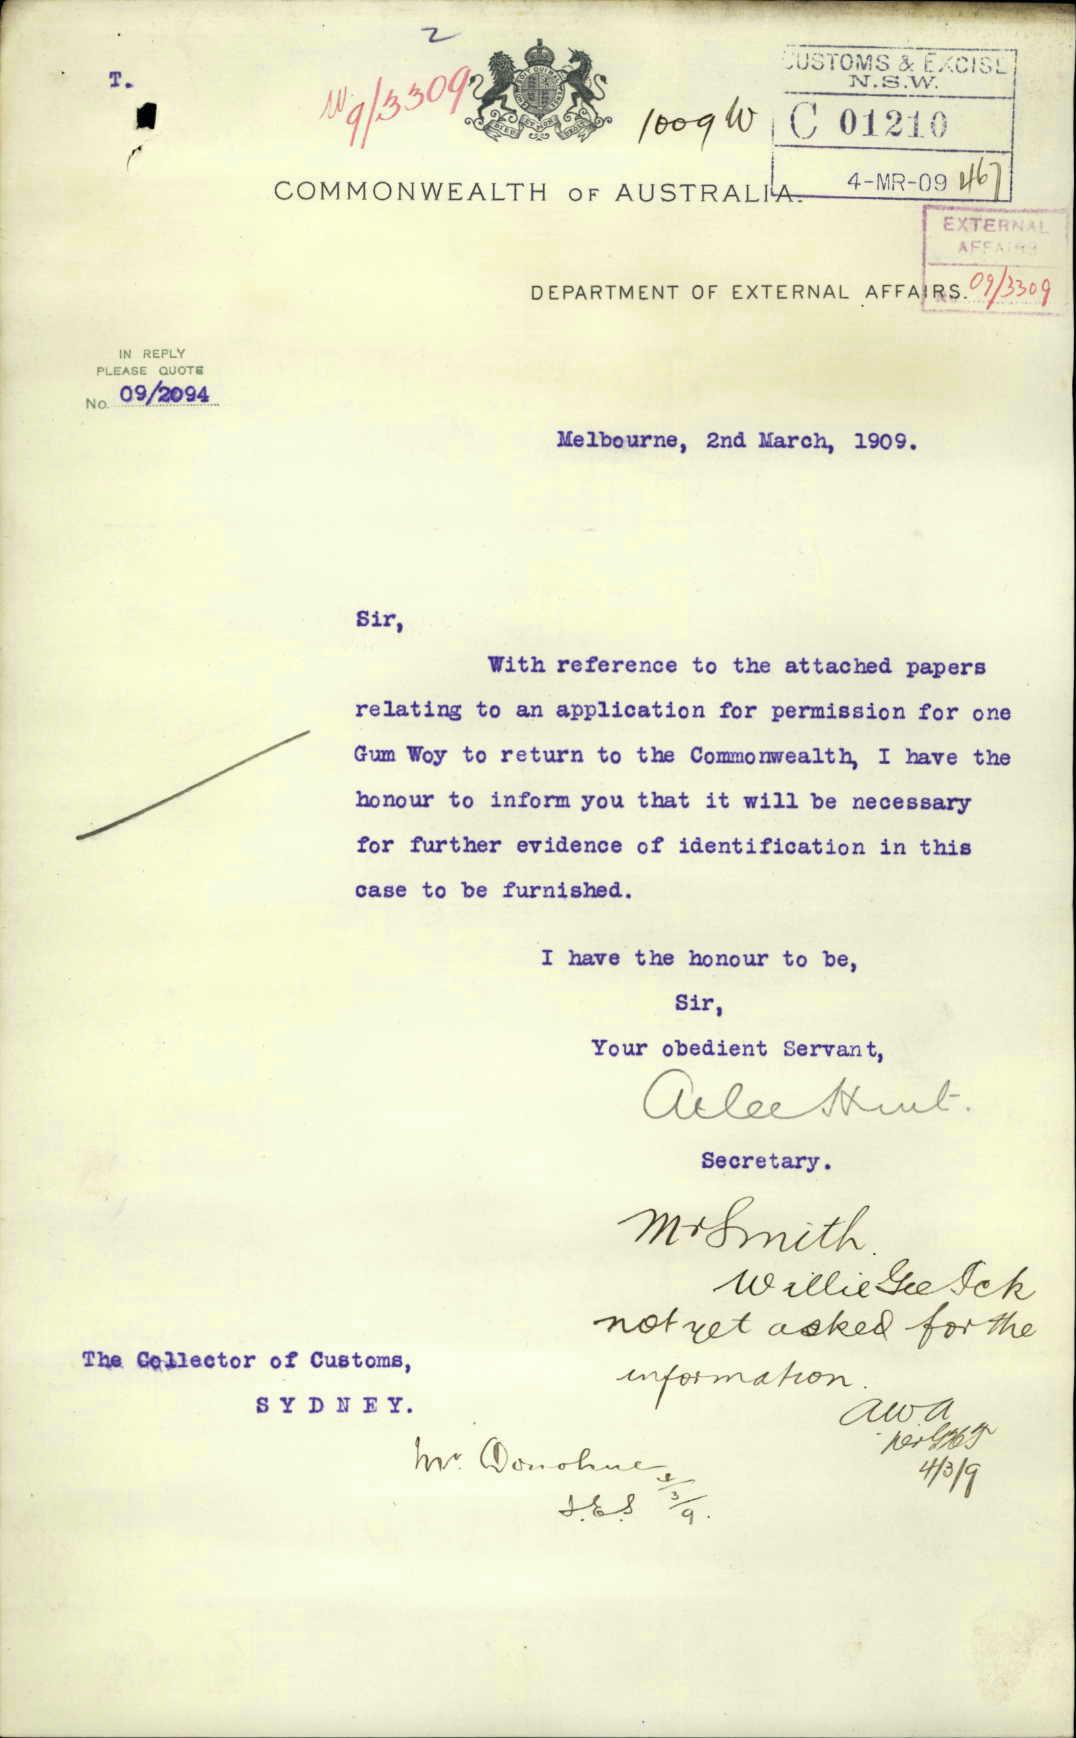 2
T.
W9/3309
1009 W
CUSTOMS & EXCISE
N.S.W.
C 01210
4-MR-09 467
COMMONWEALTH OF AUSTRALIA.
EXTERNAL
AFFAIRS
No. 09/3309
DEPARTMENT OF EXTERNAL AFFAIRS.
IN REPLY
PLEASE QUOTE
No. 09/2094
Melbourne, 2nd March, 1909.
Sir,
With reference to the attached papers
relating to an application for permission for one
Gum Woy to return to the Commonwealth, I have the
honour to inform you that it will be necessary
for further evidence of identification in this
case to be furnished.
I have the honour to be,
Sir,
Your obedient Servant,
Atlee Hunt.
Secretary.
Mr Smith.
Willie Gee Ick
not yet asked for the
information.
The Collector of Customs,
SYDNEY.
AWA
4/3/9
Mr. Donohue
3/9.